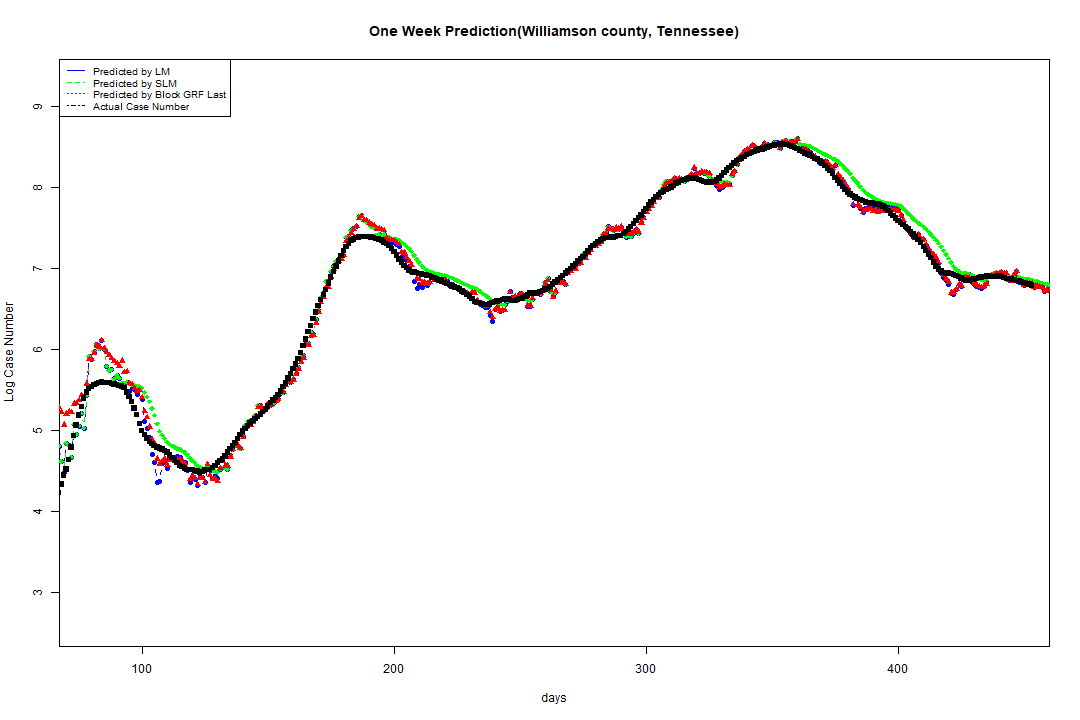 One Week Prediction(Williamson county, Tennessee)
Predicted by LM
Predicted by SLM
Predicted by Block GRF Last
Actual Case Number
9
8
7
6
5
4
3
Log Case Number
100 200 300 400
days